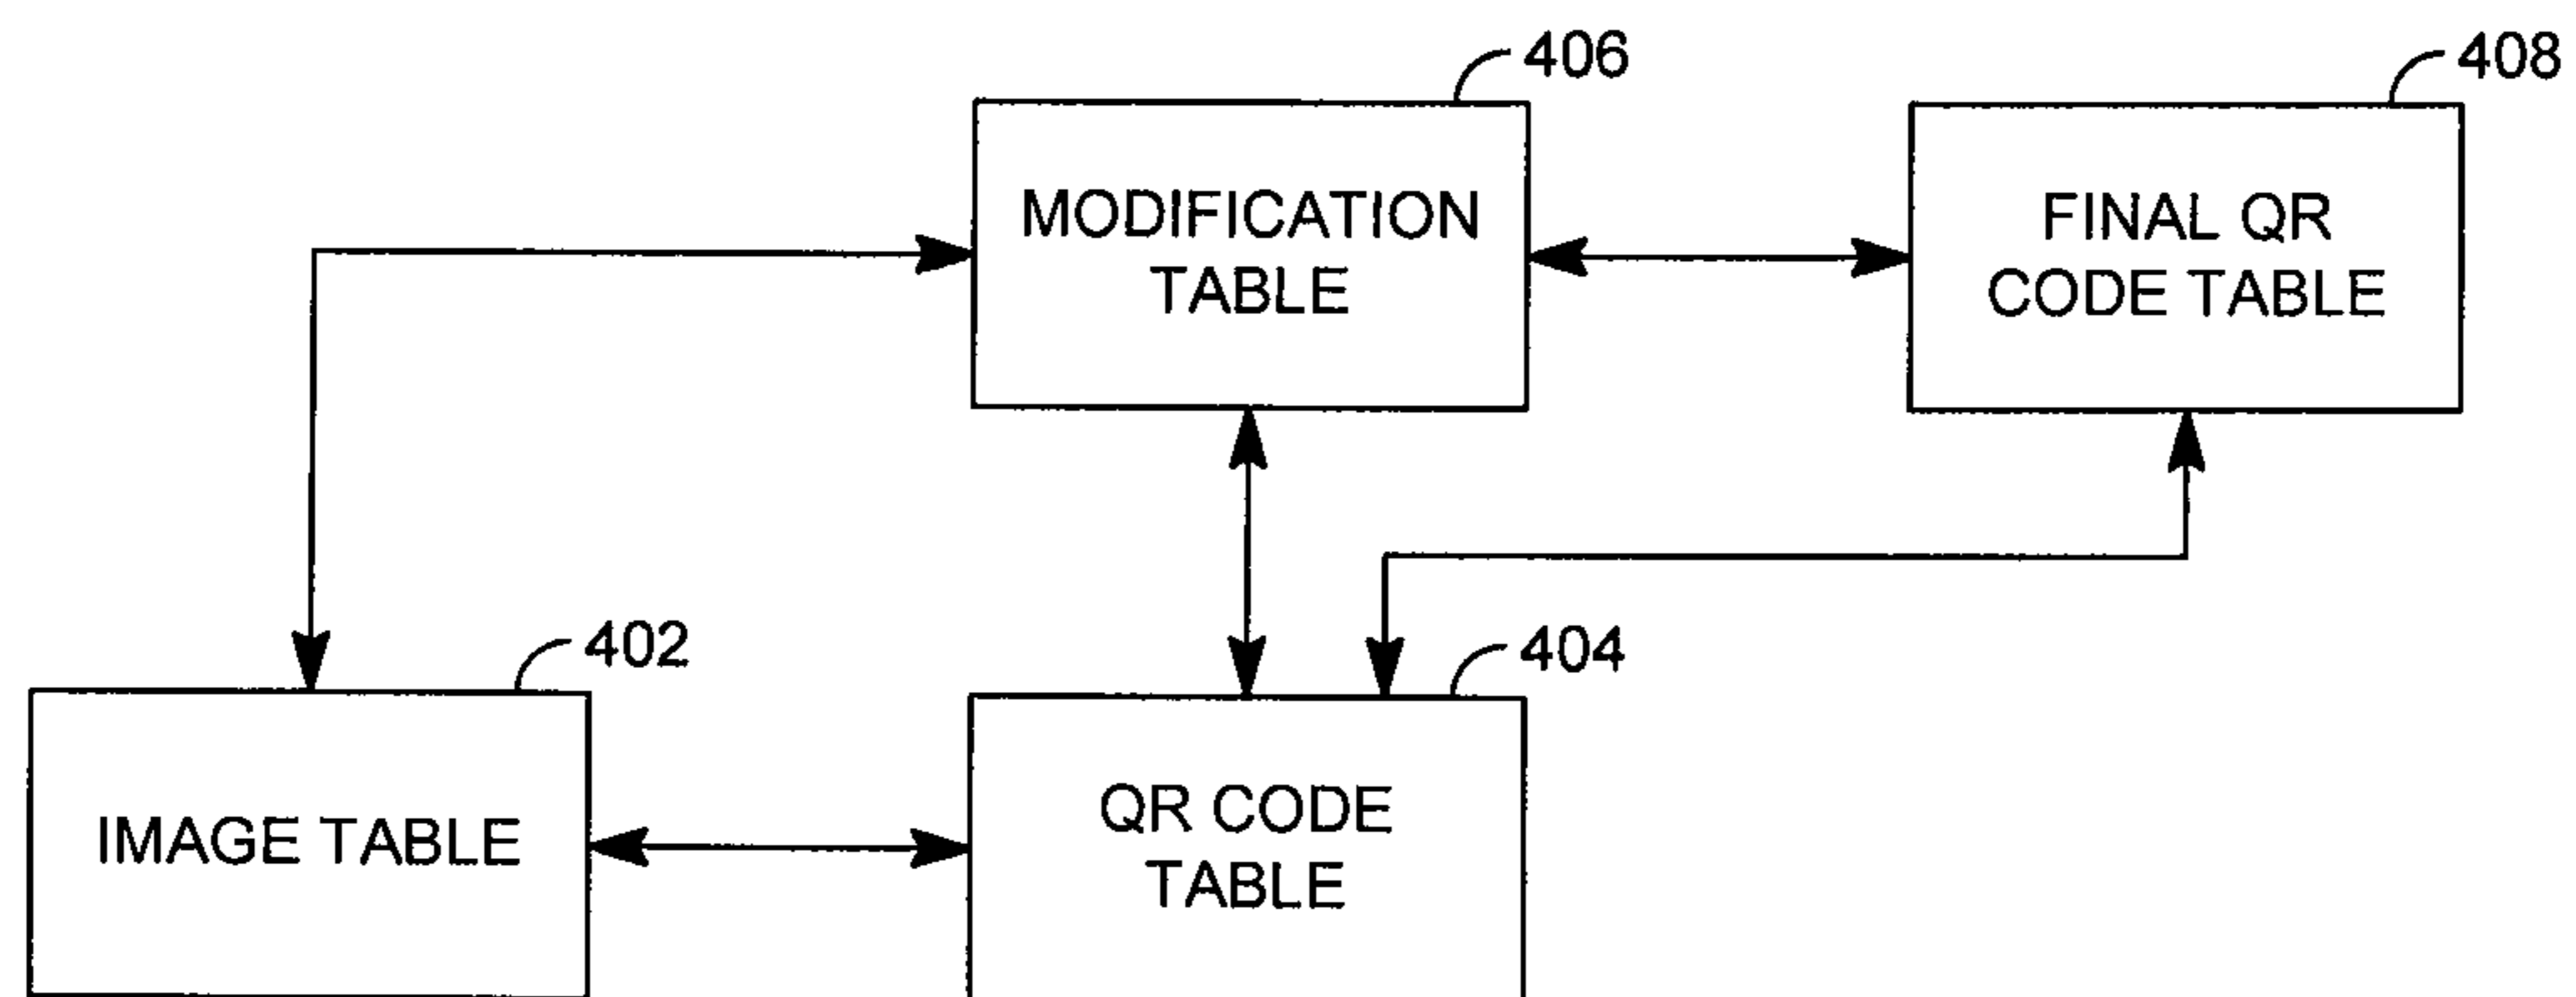 406
408
MODIFICATION
TABLE
FINAL QR
CODE TABLE
402
404
IMAGE TABLE
QR CODE
TABLE